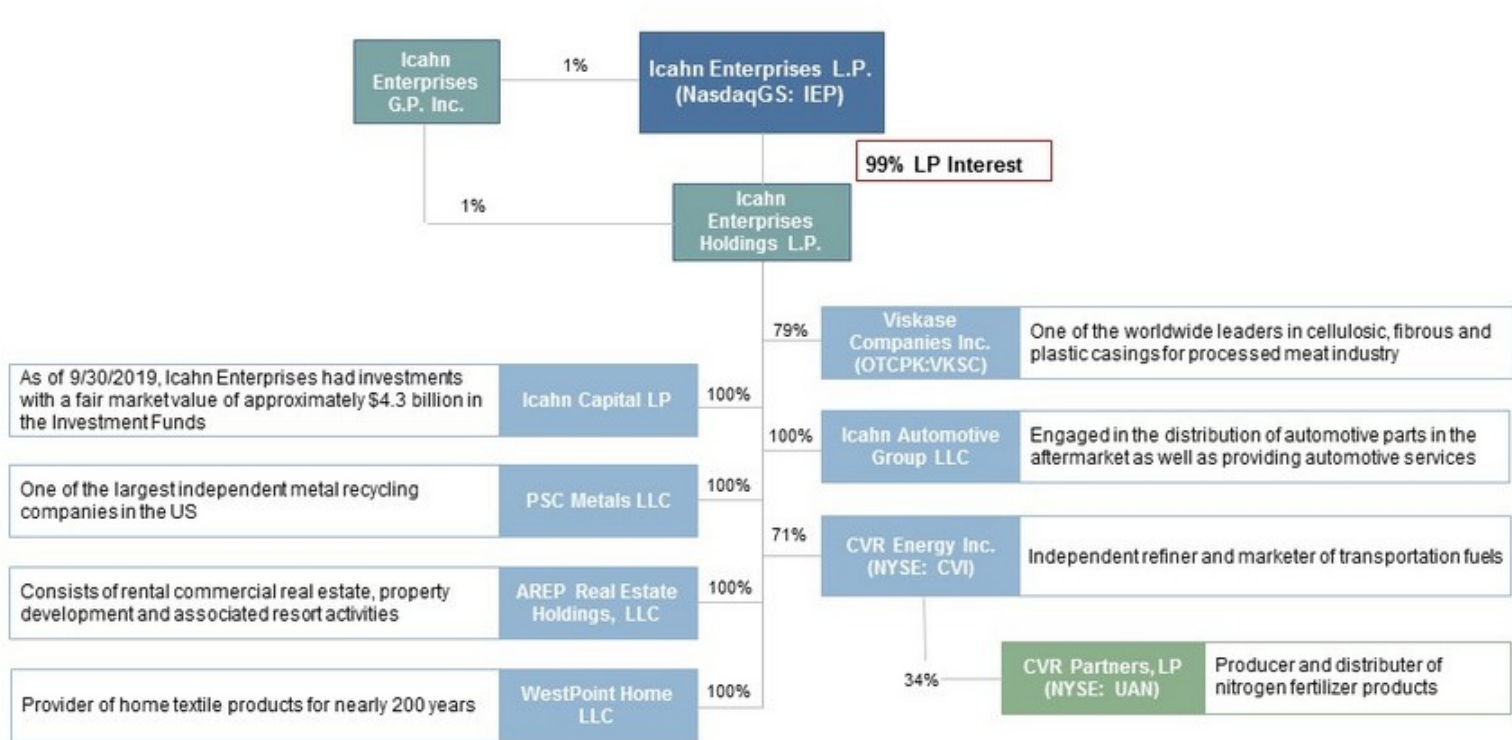 Icahn
Enterprises
G.P. Inc.
1%
Icahn Enterprises L.P.
(NasdaqGS: IEP)
99% LP Interest
1%
Icahn
Enterprises
Holdings L.P.
79%
Viskase
Companies Inc.
(OTCPK:VKSC)
One of the worldwide leaders in cellulosic, fibrous and
plastic casings for processed meat industry
As of 9/30/2019, Icahn Enterprises had investments
with a fair market value of approximately $4.3 billion in
the Investment Funds
Icahn Capital LP
100%
100%
Icahn Automotive
Group LLC
Engaged in the distribution of automotive parts in the
aftermarket as well as providing automotive services
One of the largest independent metal recycling
companies in the US
PSC Metals LLC
100%
71%
CVR Energy Inc.
(NYSE: CVI)
Independent refiner and marketer of transportation fuels
Consists of rental commercial real estate, property
development and associated resort activities
AREP Real Estate
Holdings, LLC
100%
34%
CVR Partners, LP
(NYSE: UAN)
Producer and distributer of
nitrogen fertilizer products
Provider of home textile products for nearly 200 years
WestPoint Home
LLC
100%